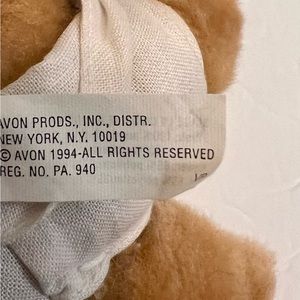 AVON PRODS., INC., DISTR.
NEW YORK, N.Y. 10019
© AVON 1994-ALL RIGHTS RESERVED
REG. NO. PA. 940